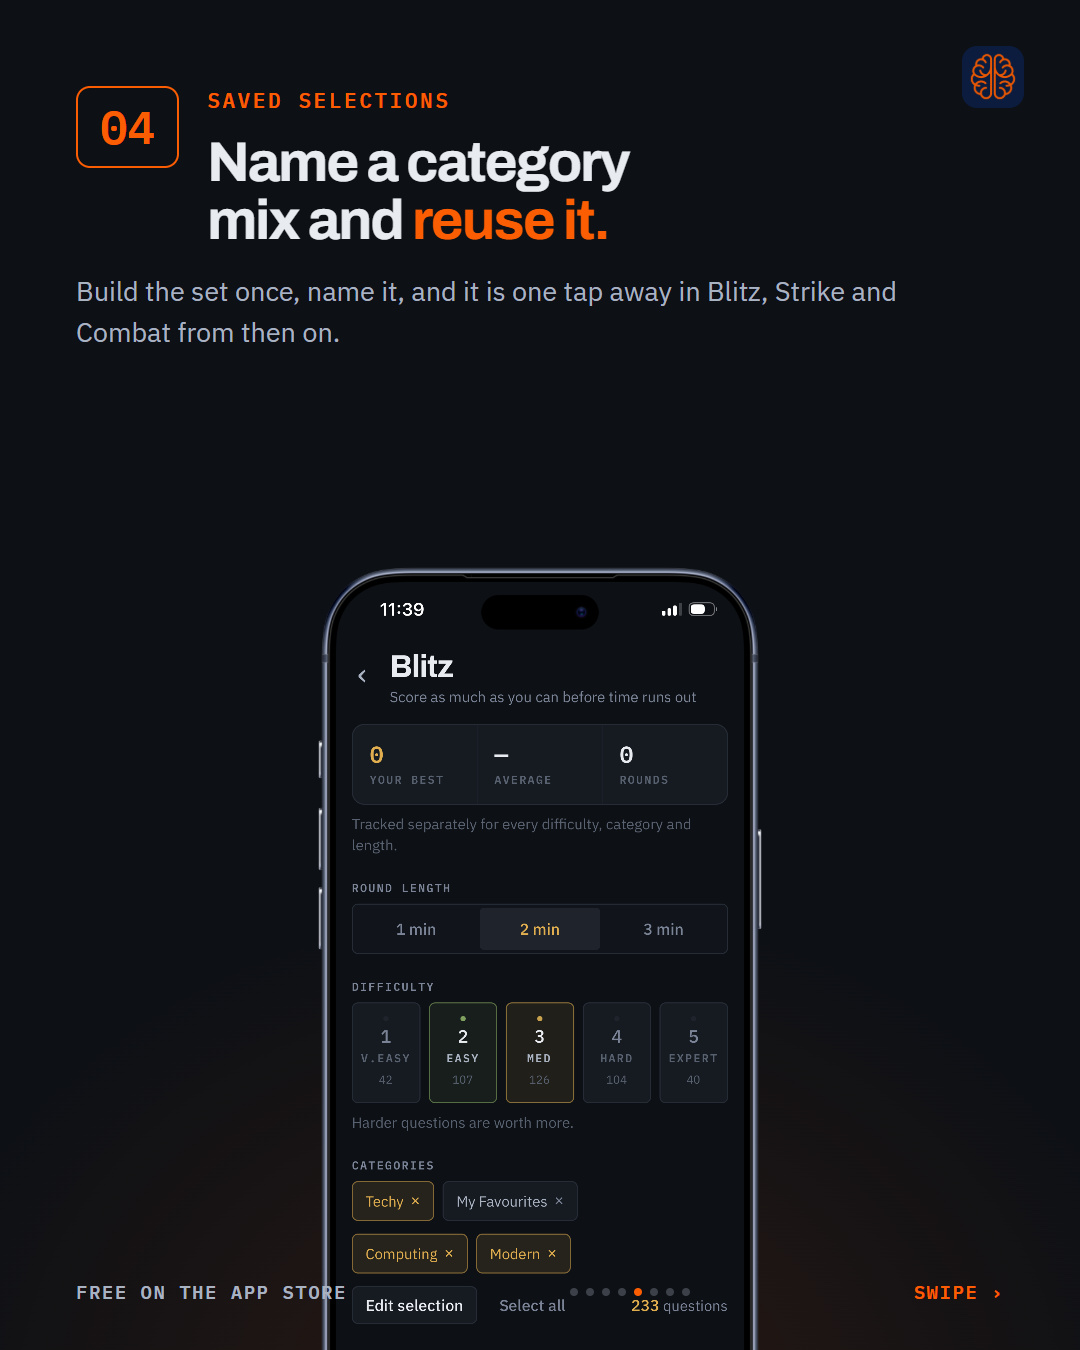 04
SAVED SELECTIONS
Name a category
mix and reuse it.
Build the set once, name it, and it is one tap away in Blitz, Strike and
Combat from then on.
11:39
Blitz
Score as much as you can before time runs out
0 – 0
YOUR BEST AVERAGE ROUNDS
Tracked separately for every difficulty, category and
length.
ROUND LENGTH
1 min 2 min 3 min
DIFFICULTY
1 2 3 4 5
V.EASY EASY MED HARD EXPERT
42 107 126 104 40
Harder questions are worth more.
CATEGORIES
Techy × My Favourites ×
Computing × Modern ×
Edit selection Select all 233 questions
FREE ON THE APP STORE
SWIPE ›